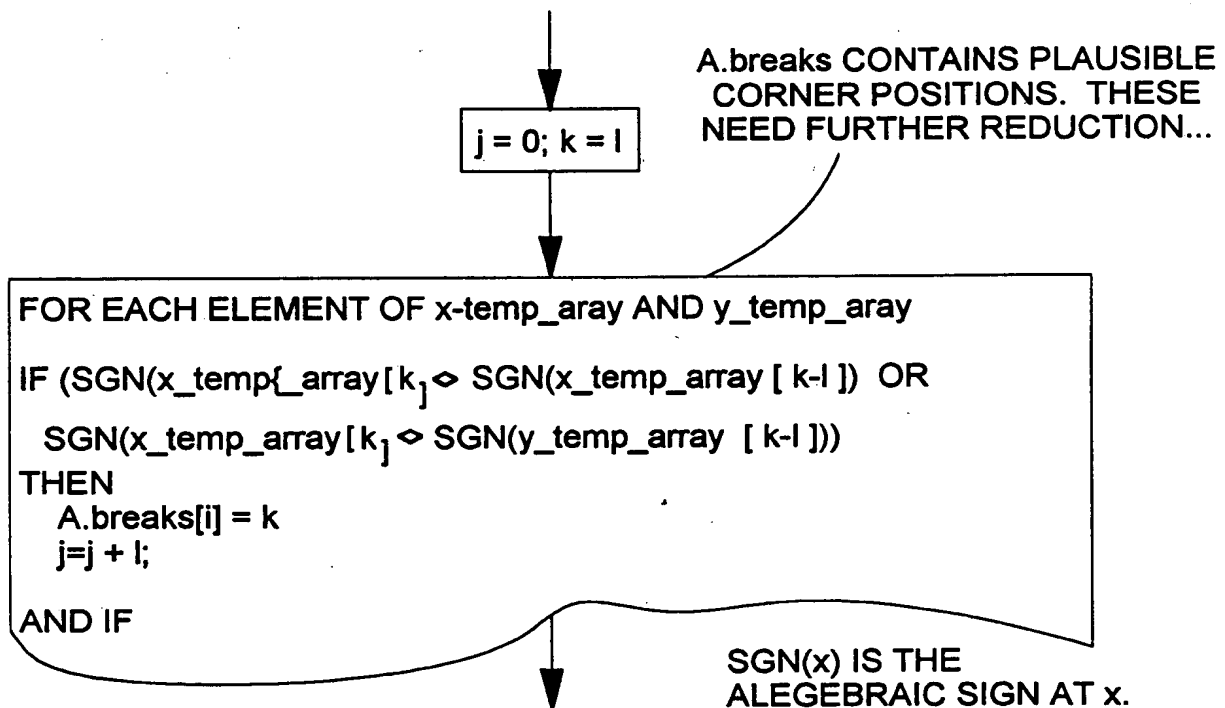 A.breaks CONTAINS PLAUSIBLE
CORNER POSITIONS. THESE
NEED FURTHER REDUCTION...
j = 0; k = l
FOR EACH ELEMENT OF x-temp_aray AND y_temp_aray
IF (SGN(x_temp{_array[k] <> SGN(x_temp_array [ k-l ]) OR
SGN(x_temp_array[k] <> SGN(y_temp_array [ k-l ]))
THEN
A.breaks[i] = k
j=j + l;
AND IF
SGN(x) IS THE
ALEGEBRAIC SIGN AT x.